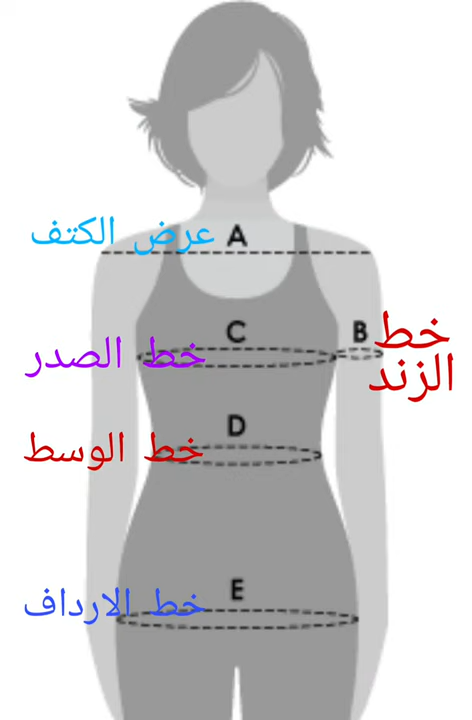 عرض الكتف
A
C
B
خط
الزند
خط الصدر
D
خط الوسط
E
خط الارداف